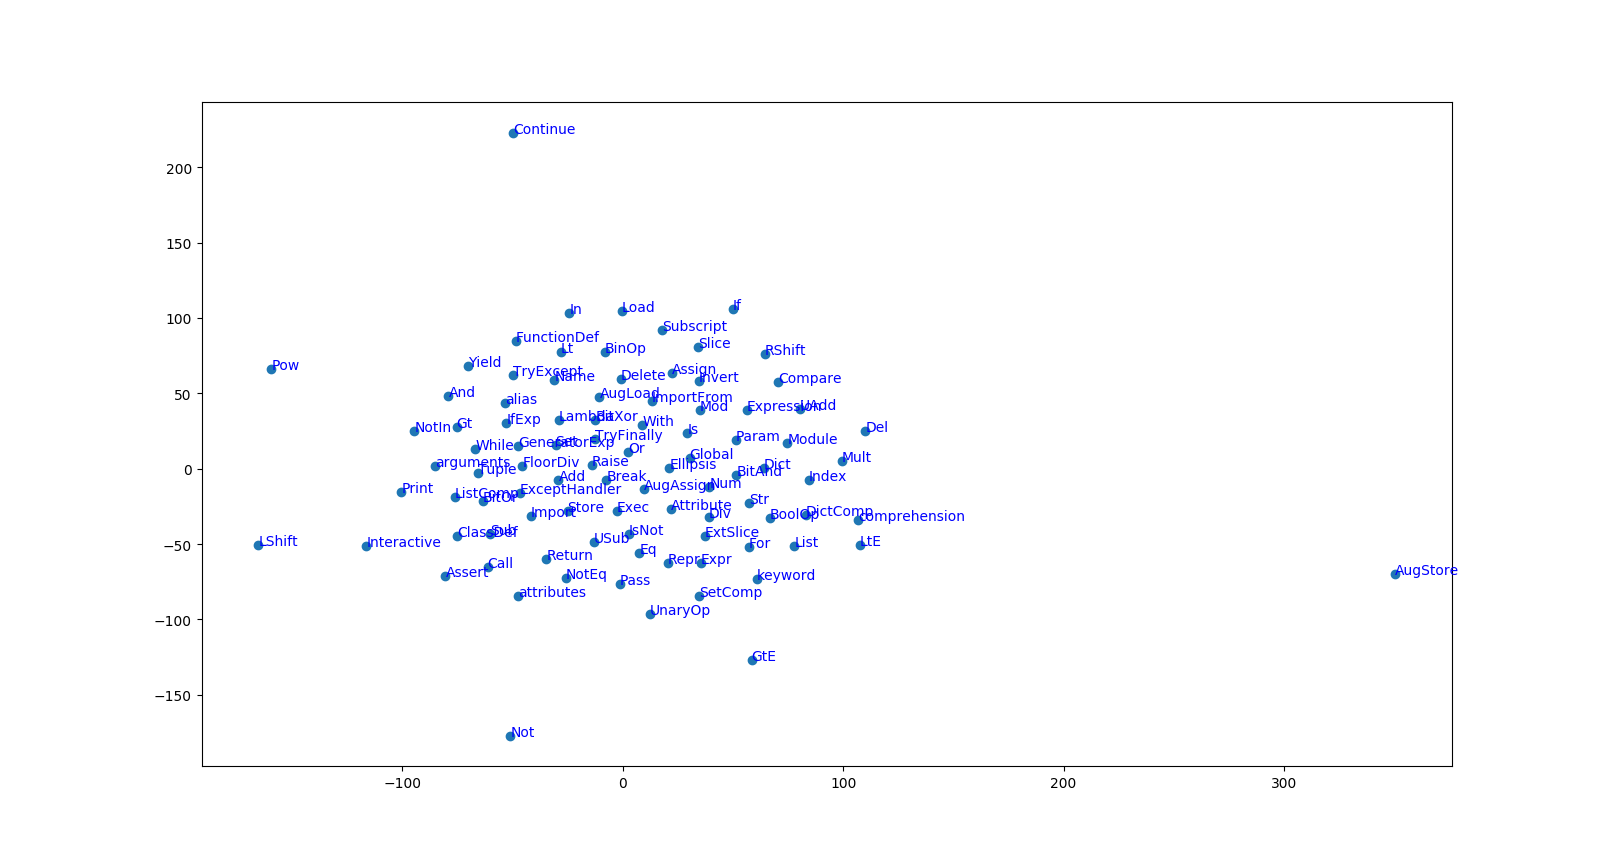 Continue
200
150
In
Load
If
100
Subscript
FunctionDef
Slice
Lt
BinOp
RShift
Pow
Yield
TryExcept
Name
Delete
Assign
Invert
Compare
50
And
alias
AugLoad
ImportFrom
Mod
Expression
UAdd
NotIn
Gt
IfExp
Lambda
BitXor
With
Is
Del
While
GeneratorExp
Set
TryFinally
Or
Param
Module
Global
Mult
0
arguments
Tuple
FloorDiv
Raise
Ellipsis
Dict
BitAnd
Index
Add
Break
Print
ListComp
BitOr
ExceptHandler
AugAssign
Num
Import
Store
Exec
Attribute
Div
Str
BoolOp
DictComp
comprehension
−50
LShift
Interactive
ClassDef
Sub
USub
IsNot
ExtSlice
For
List
LtE
Return
Eq
Assert
Call
NotEq
Pass
Repr
Expr
keyword
AugStore
attributes
SetComp
−100
UnaryOp
GtE
−150
Not
−100 0 100 200 300